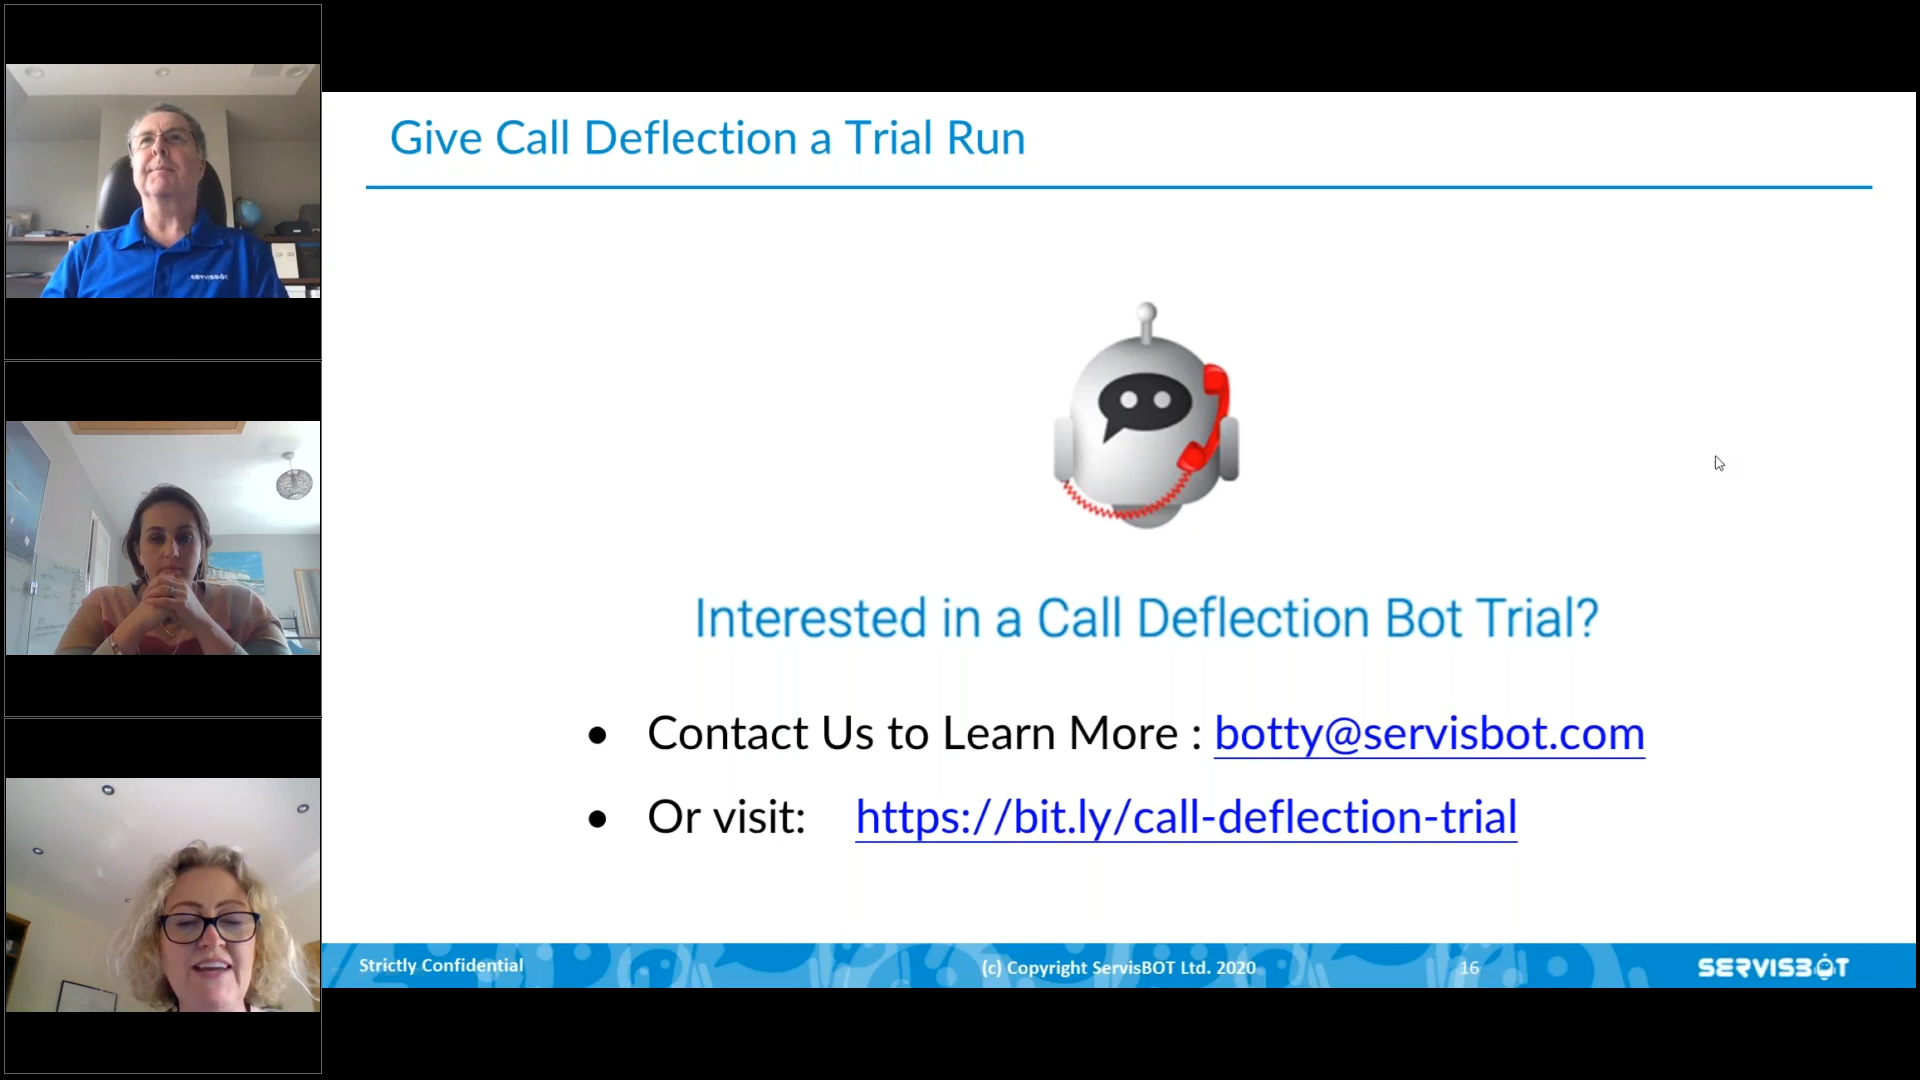 SERVISBOT
Give Call Deflection a Trial Run
Interested in a Call Deflection Bot Trial?
• Contact Us to Learn More : botty@servisbot.com
• Or visit: https://bit.ly/call-deflection-trial
Strictly Confidential
(c) Copyright ServisBOT Ltd. 2020
16
SERVISBOT